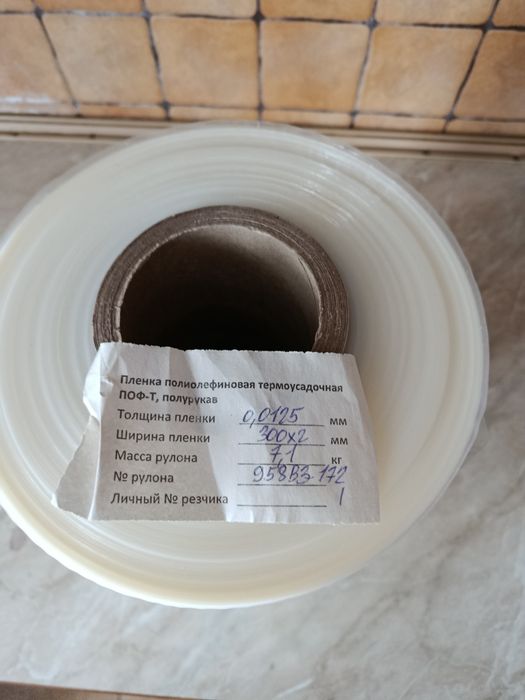 Пленка полиолефиновая термоусадочная
ПОФ-Т, полурукав
Толщина пленки 0,0125 мм
Ширина пленки 300х2 мм
Масса рулона 7,1 кг
№ рулона 958ВЗ-172
Личный № резчика 1